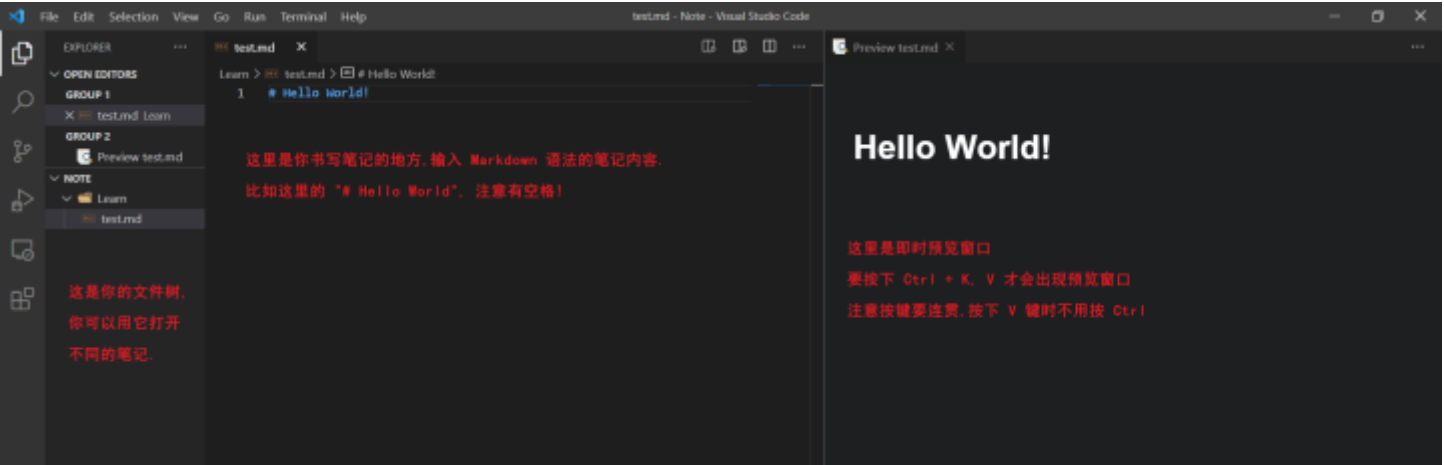 File Edit Selection View Go Run Terminal Help
test.md - Note - Visual Studio Code
EXPLORER
OPEN EDITORS
GROUP 1
test.md Learn
GROUP 2
Preview test.md
NOTE
Learn
test.md
这是你的文件树,
你可以用它打开
不同的笔记.
test.md
Learn > test.md > # Hello World!
1 # Hello World!
这里是你书写笔记的地方,输入 Markdown 语法的笔记内容.
比如这里的 "# Hello World", 注意有空格!
Preview test.md
Hello World!
这里是即时预览窗口
要按下 Ctrl + K, V 才会出现预览窗口
注意按键要连贯,按下 V 键时不用按 Ctrl